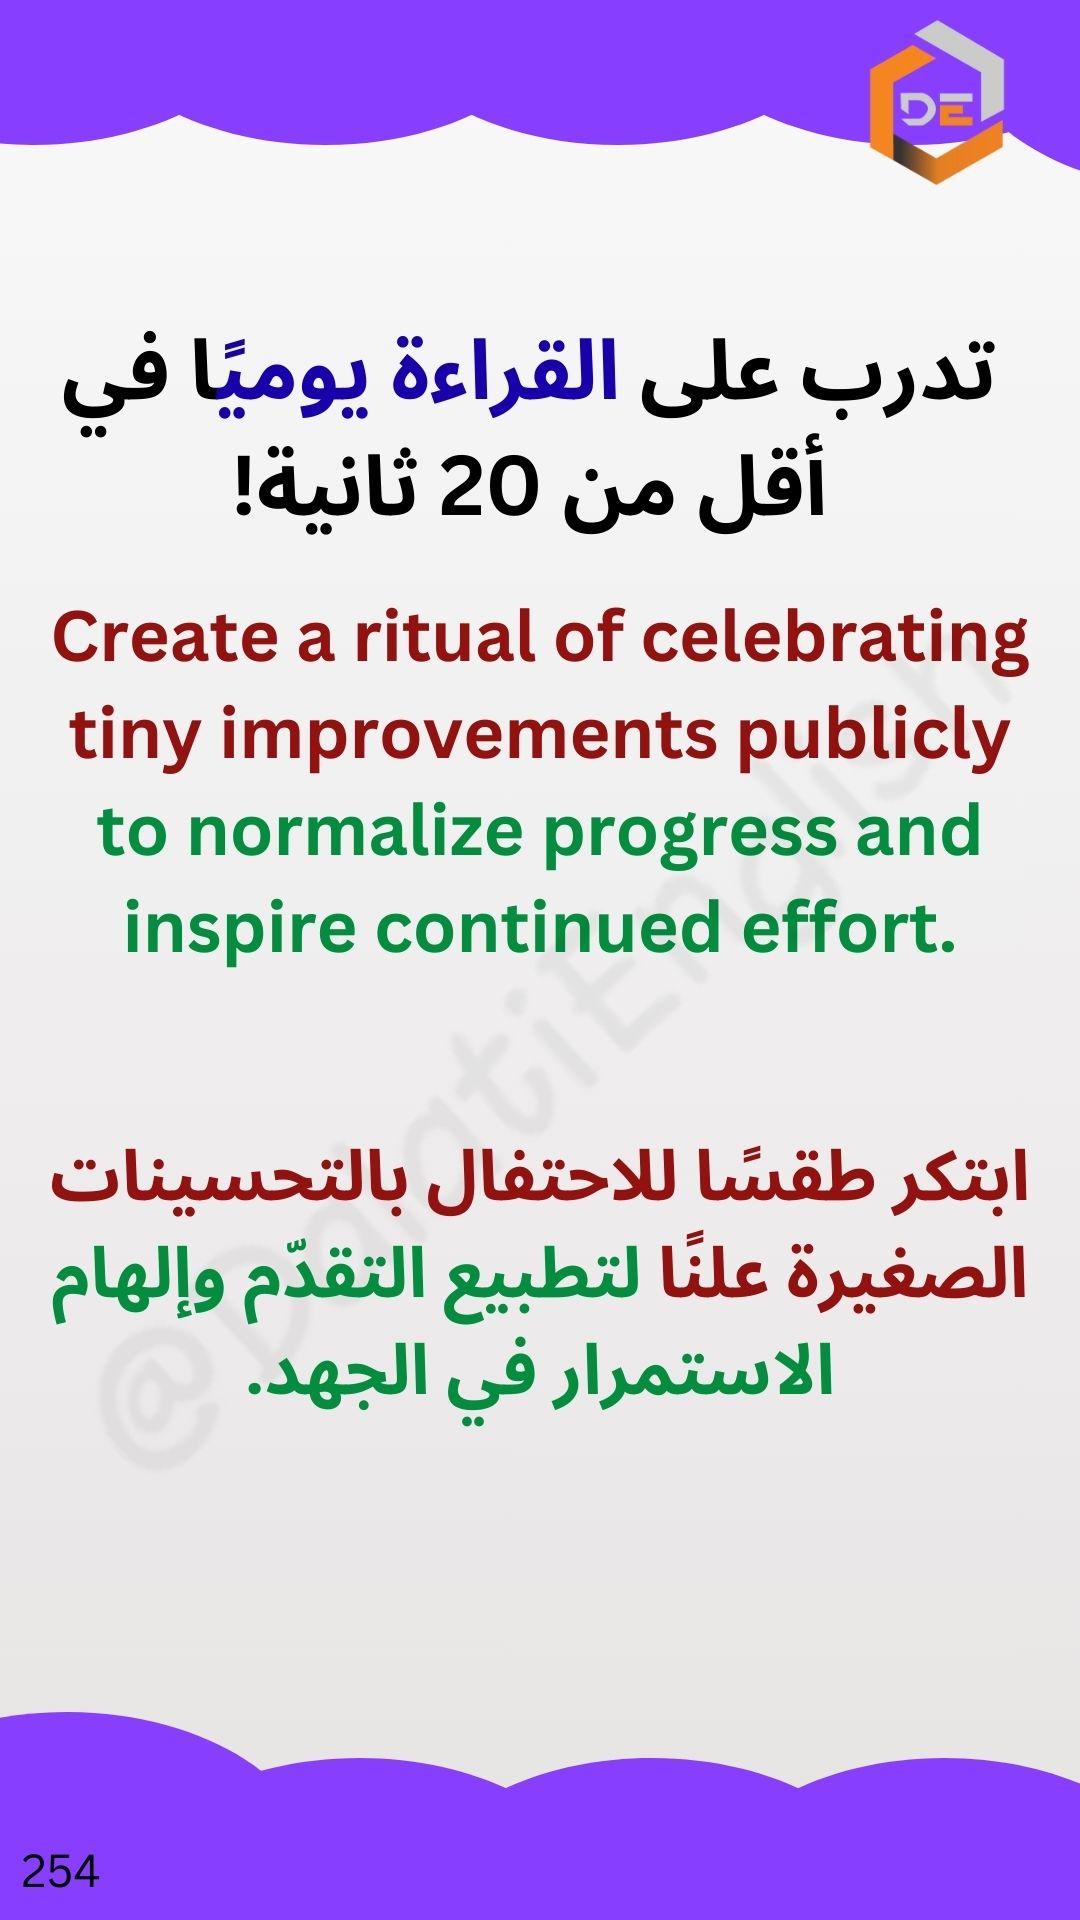 DE
تدرب على القراءة يوميًا في
أقل من 20 ثانية!
Create a ritual of celebrating
tiny improvements publicly
to normalize progress and
inspire continued effort.
ابتكر طقسًا للاحتفال بالتحسينات
الصغيرة علنًا لتطبيع التقدّم وإلهام
الاستمرار في الجهد.
@DalatiEnglish
254